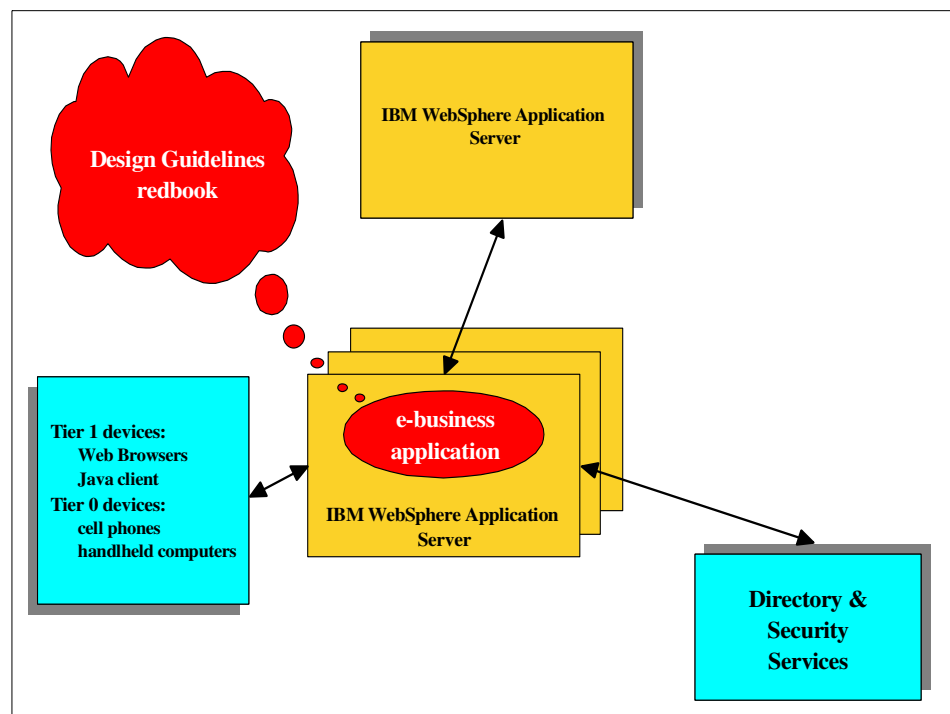 IBM WebSphere Application
Server
Design Guidelines
redbook
Tier 1 devices:
Web Browsers
Java client
Tier 0 devices:
cell phones
handlheld computers
e-business
application
IBM WebSphere Application
Server
Directory &
Security
Services